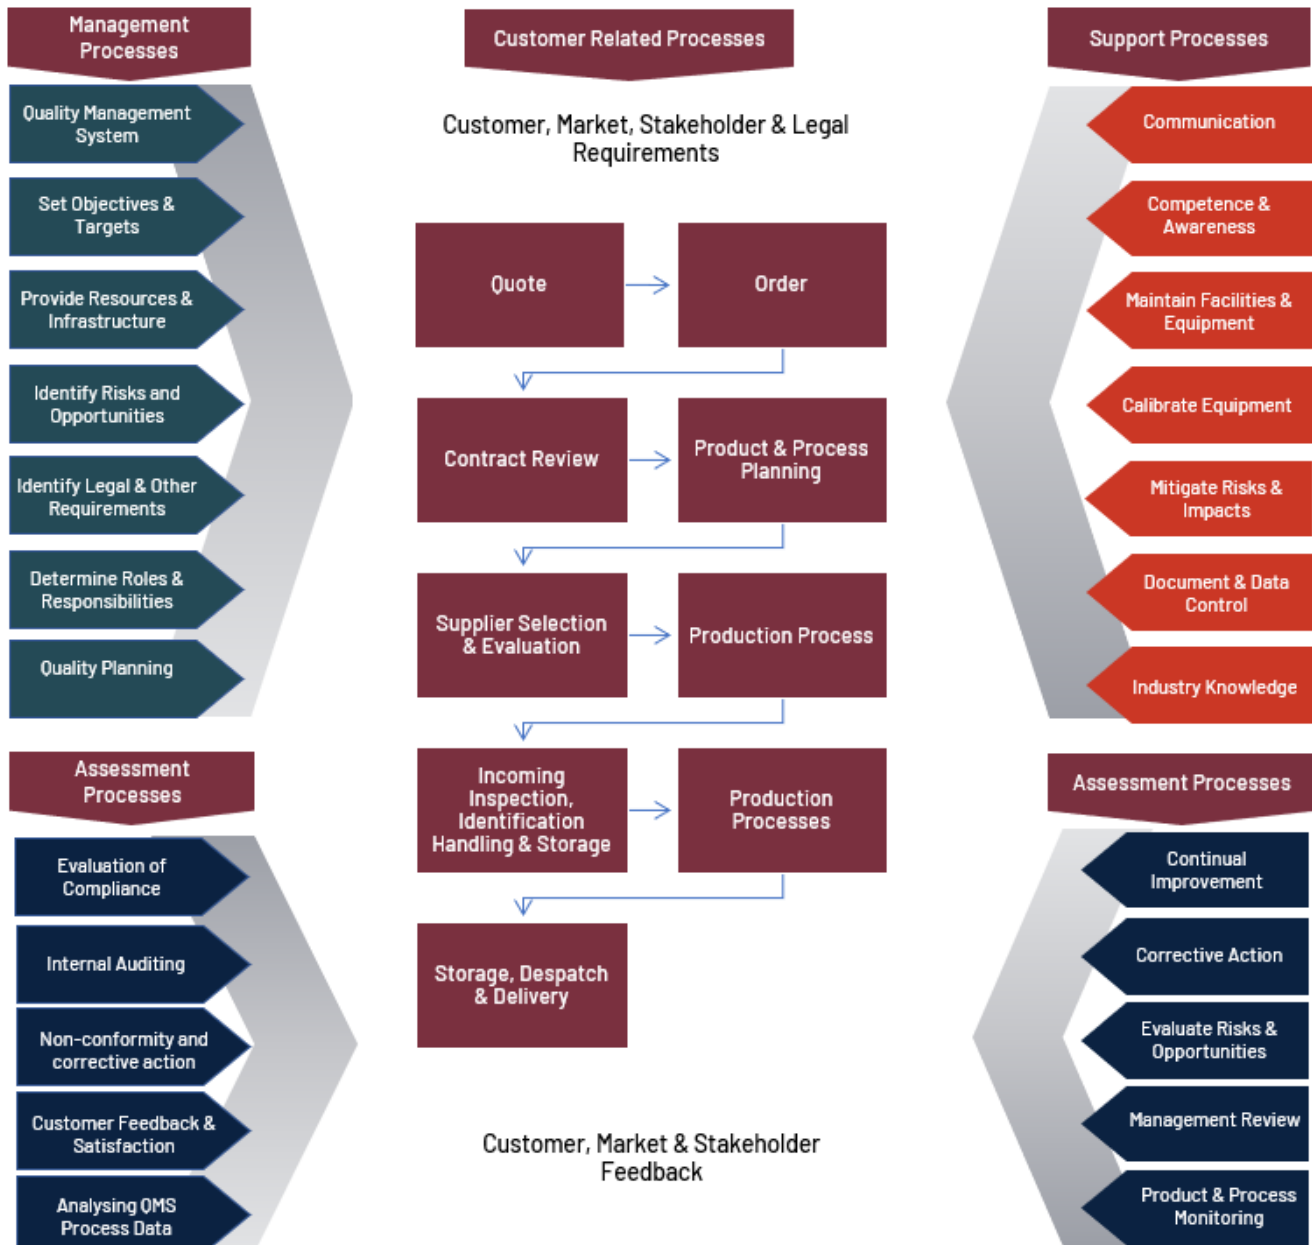 Management
Processes
Quality Management
System
Set Objectives &
Targets
Provide Resources &
Infrastructure
Identify Risks and
Opportunities
Identify Legal & Other
Requirements
Determine Roles &
Responsibilities
Quality Planning
Customer Related Processes
Customer, Market, Stakeholder & Legal
Requirements
Quote
Order
Contract Review
Product & Process
Planning
Supplier Selection
& Evaluation
Production Process
Incoming
Inspection,
Identification
Handling & Storage
Production
Processes
Storage, Despatch
& Delivery
Customer, Market & Stakeholder
Feedback
Support Processes
Communication
Competence &
Awareness
Maintain Facilities &
Equipment
Calibrate Equipment
Mitigate Risks &
Impacts
Document & Data
Control
Industry Knowledge
Assessment
Processes
Evaluation of
Compliance
Internal Auditing
Non-conformity and
corrective action
Customer Feedback &
Satisfaction
Analysing QMS
Process Data
Assessment Processes
Continual
Improvement
Corrective Action
Evaluate Risks &
Opportunities
Management Review
Product & Process
Monitoring